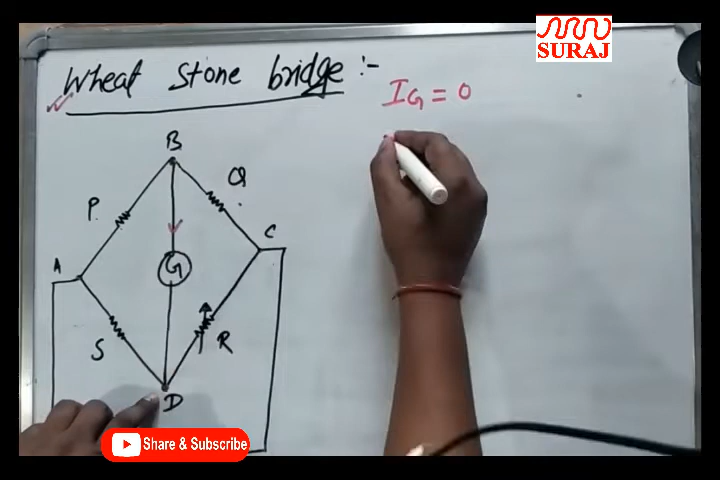 SURAJ
Wheat Stone bridge :-
IG = 0
B
P.
Q
A
G
C
S
R
D
Share & Subscribe